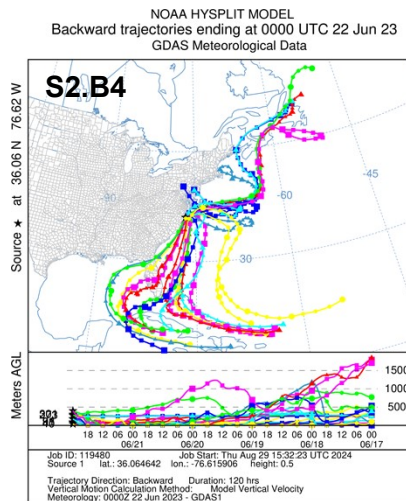 NOAA HYSPLIT MODEL
Backward trajectories ending at 0000 UTC 22 Jun 23
GDAS Meteorological Data
S2.B4
Source ★ at 36.06 N 76.62 W
-45
-60
30
Meters AGL
1500
1000
500
18 12 06 00 18 12 06 00 18 12 06 00 18 12 06 00 18 12 06 00
06/21 06/20 06/19 06/18 06/17
Job ID: 119480 Job Start: Thu Aug 29 15:32:23 UTC 2024
Source 1 lat.: 36.064642 lon.: -76.615906 height: 0.5
Trajectory Direction: Backward Duration: 120 hrs
Vertical Motion Calculation Method: Model Vertical Velocity
Meteorology: 0000Z 22 Jun 2023 - GDAS1